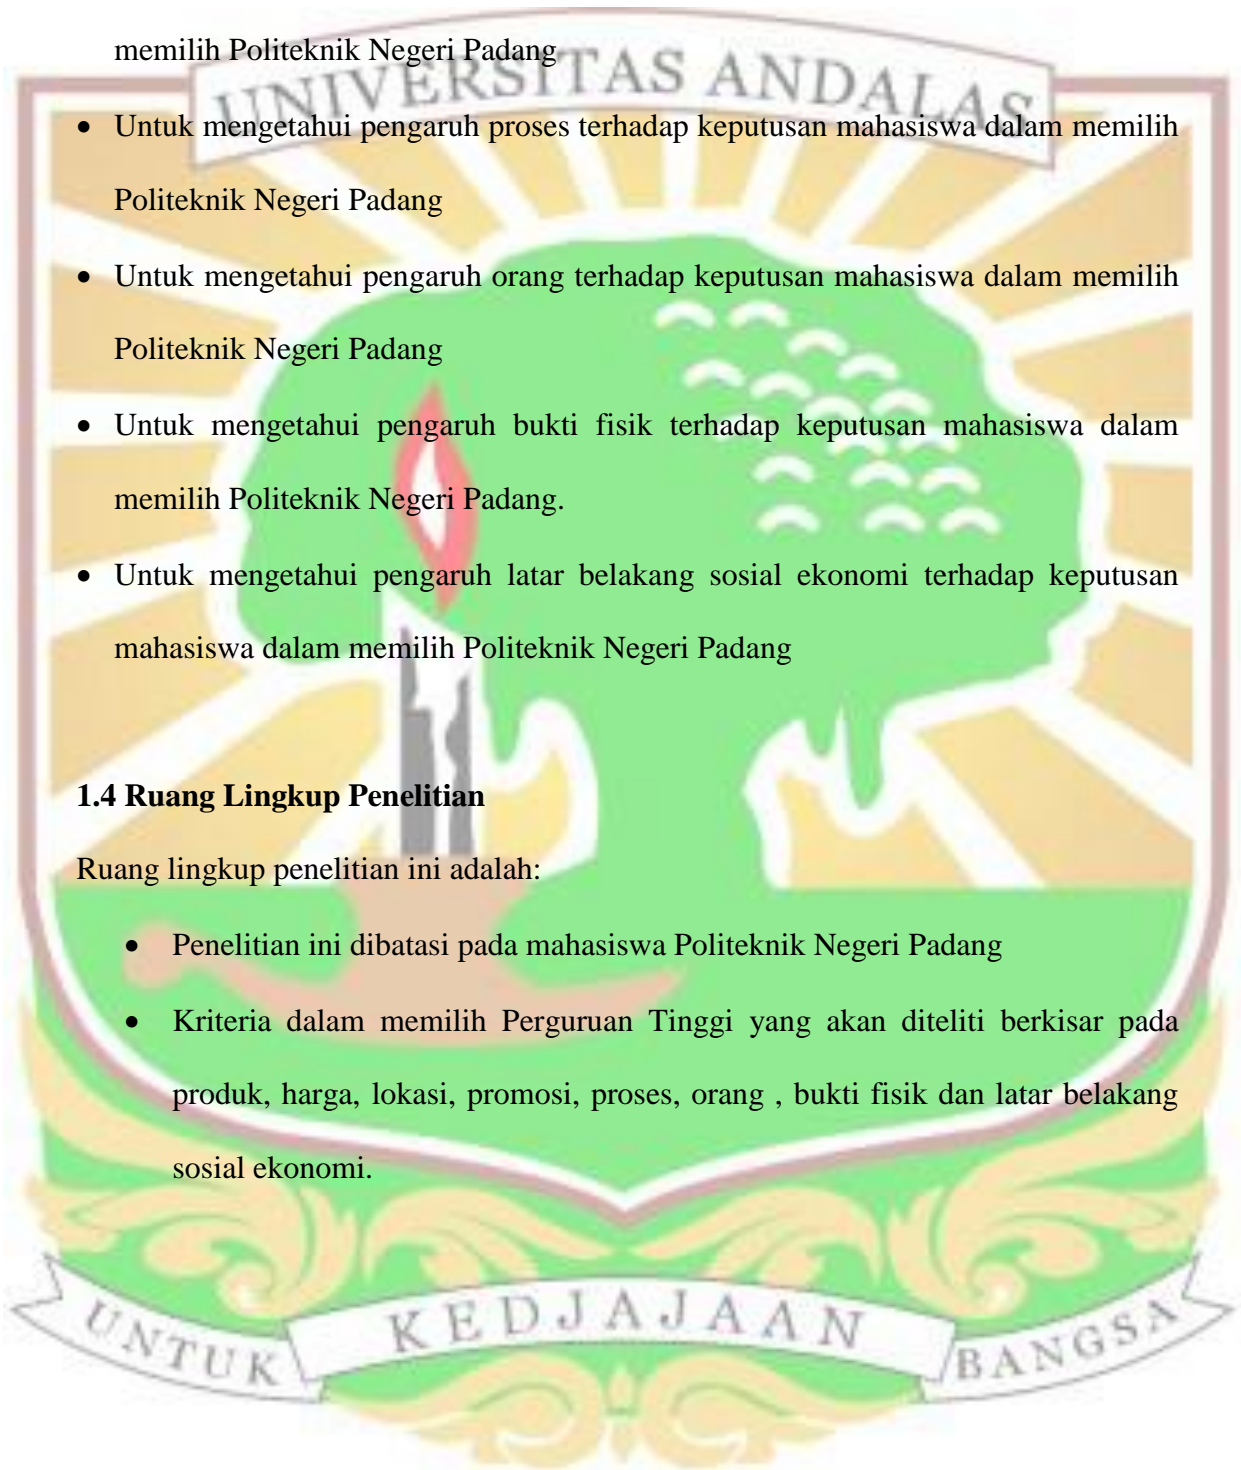 memilih Politeknik Negeri Padang
UNIVERSITAS ANDALAS
• Untuk mengetahui pengaruh proses terhadap keputusan mahasiswa dalam memilih
Politeknik Negeri Padang
• Untuk mengetahui pengaruh orang terhadap keputusan mahasiswa dalam memilih
Politeknik Negeri Padang
• Untuk mengetahui pengaruh bukti fisik terhadap keputusan mahasiswa dalam
memilih Politeknik Negeri Padang.
• Untuk mengetahui pengaruh latar belakang sosial ekonomi terhadap keputusan
mahasiswa dalam memilih Politeknik Negeri Padang
1.4 Ruang Lingkup Penelitian
Ruang lingkup penelitian ini adalah:
• Penelitian ini dibatasi pada mahasiswa Politeknik Negeri Padang
• Kriteria dalam memilih Perguruan Tinggi yang akan diteliti berkisar pada
produk, harga, lokasi, promosi, proses, orang , bukti fisik dan latar belakang
sosial ekonomi.
UNTUK KEDJAJAAN BANGSA